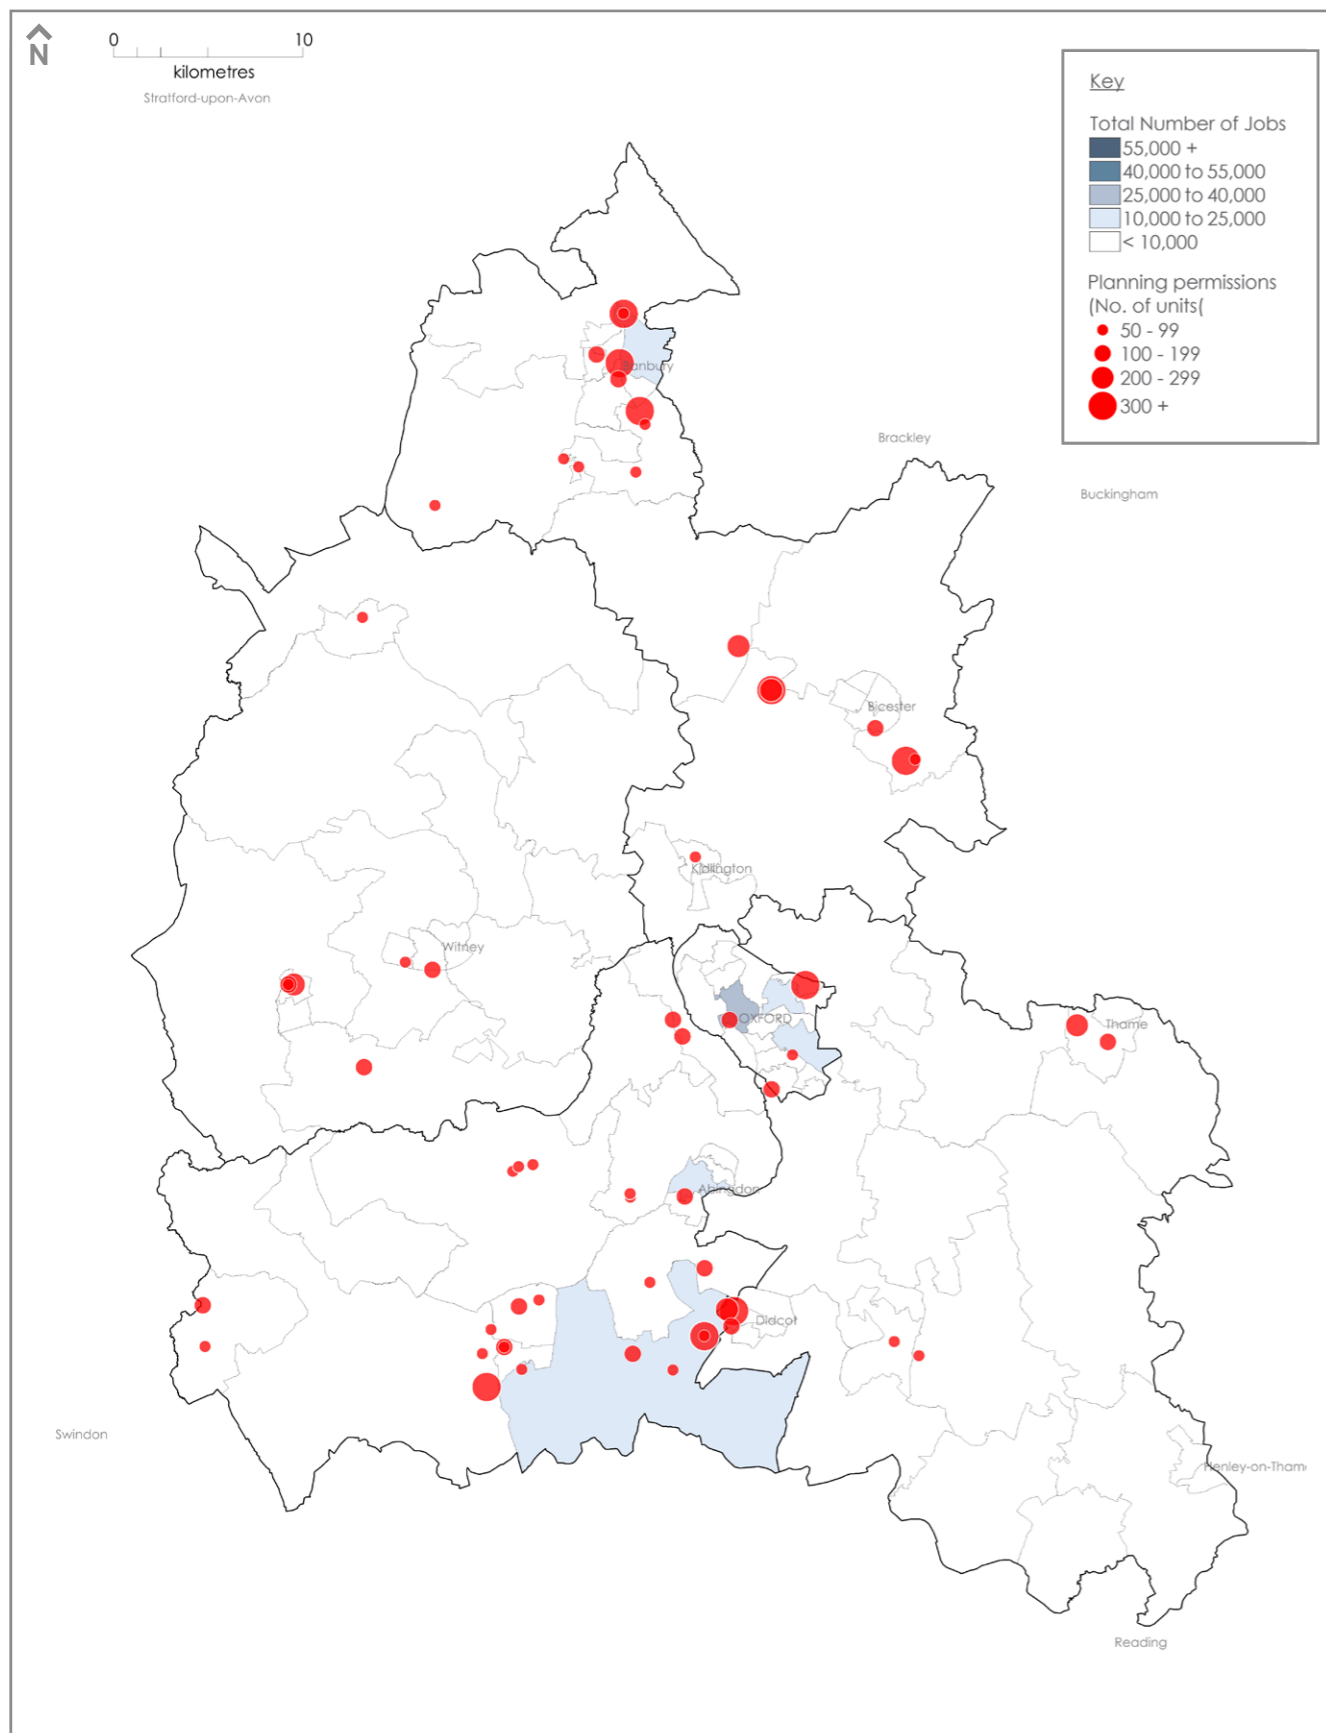 N
0 10
kilometres
Stratford-upon-Avon
Key
Total Number of Jobs
55,000 +
40,000 to 55,000
25,000 to 40,000
10,000 to 25,000
< 10,000
Planning permissions
(No. of units(
50 - 99
100 - 199
200 - 299
300 +
Banbury
Brackley
Buckingham
Bicester
Kidlington
Witney
OXFORD
Thame
Abingdon
Didcot
Swindon
Henley-on-Tham
Reading